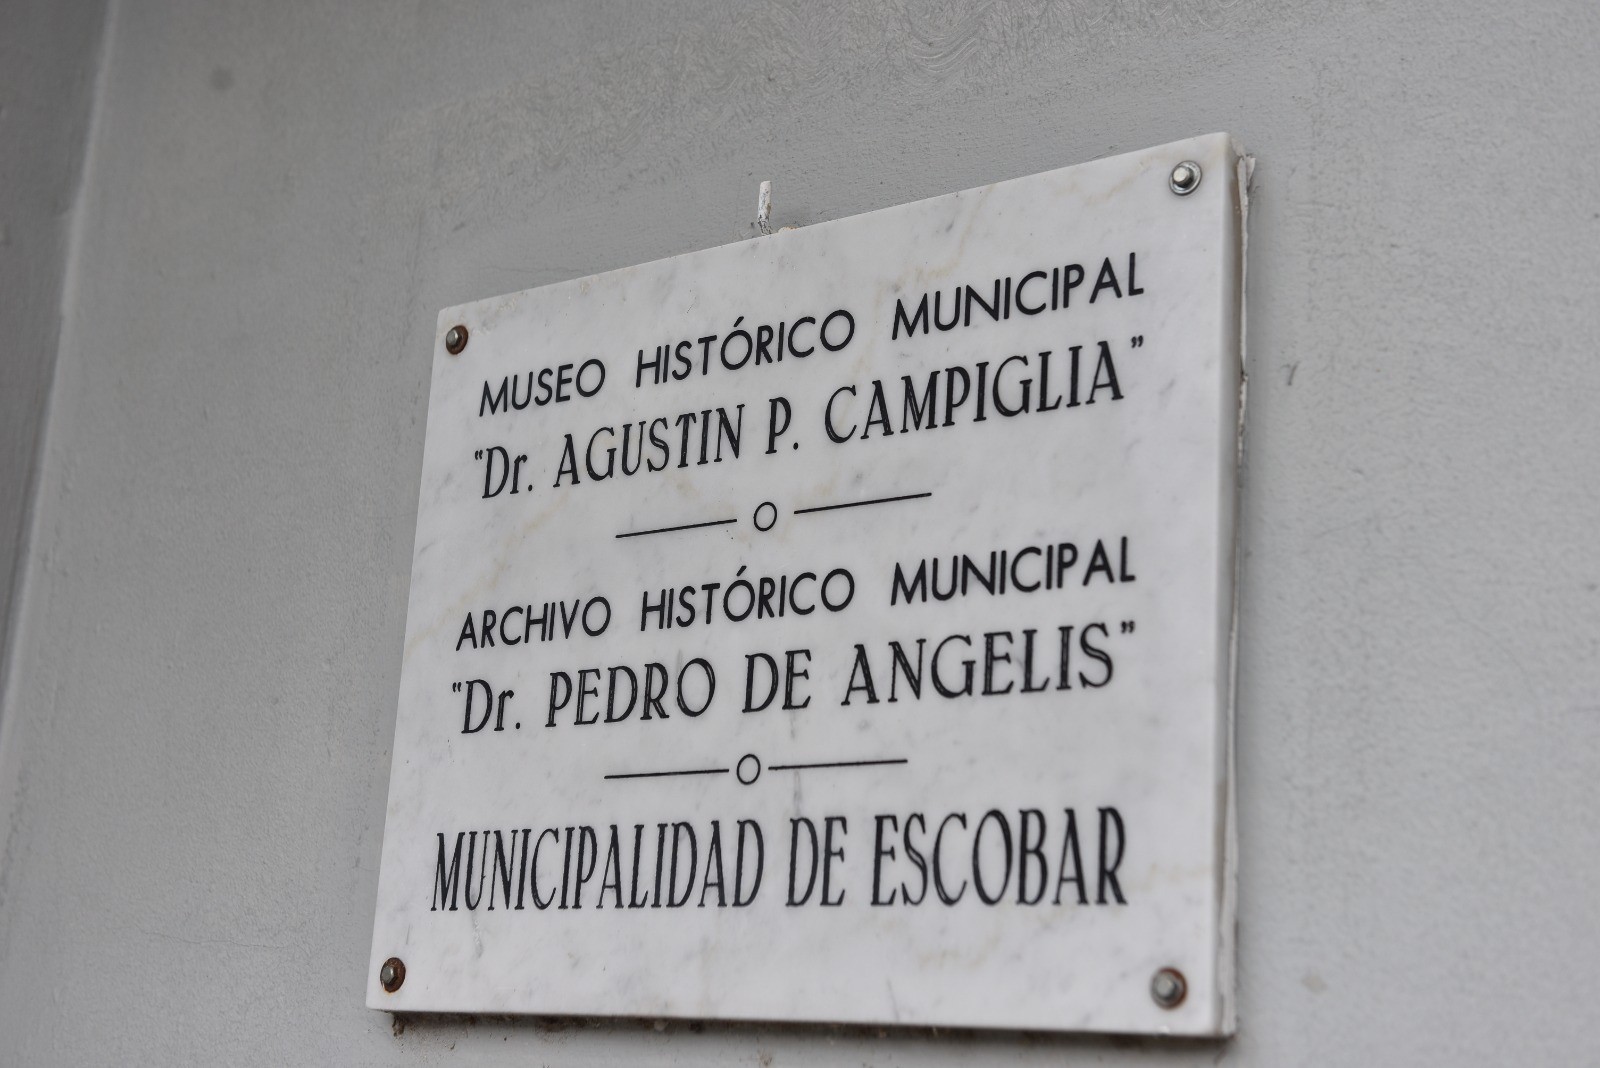 MUSEO HISTÓRICO MUNICIPAL
"Dr. AGUSTIN P. CAMPIGLIA"
ARCHIVO HISTÓRICO MUNICIPAL
"Dr. PEDRO DE ANGELIS"
MUNICIPALIDAD DE ESCOBAR